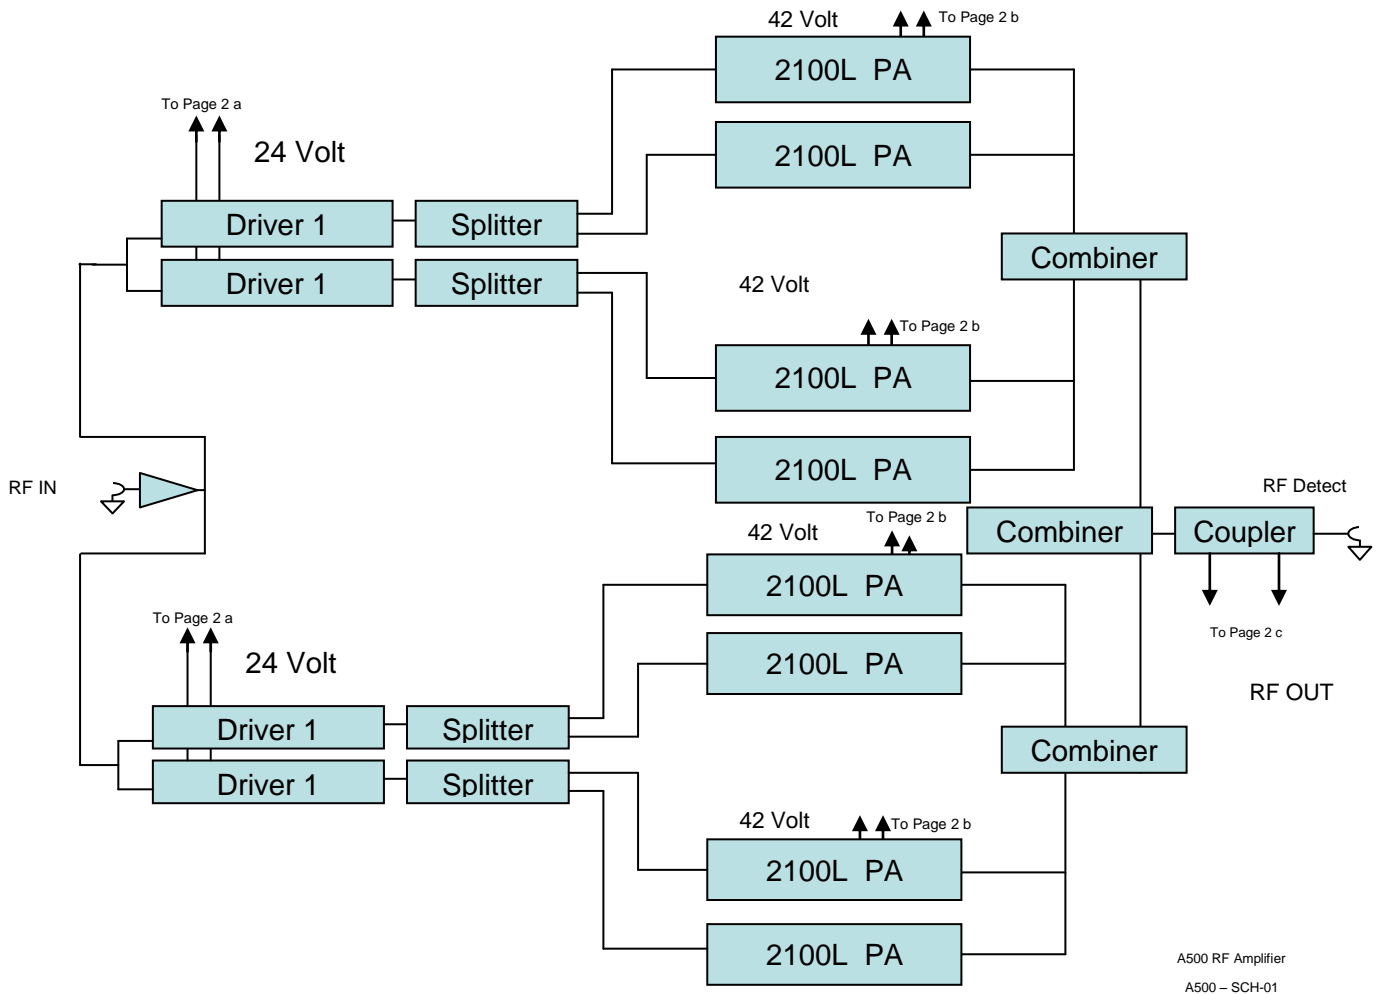 42 Volt
To Page 2 b
2100L PA
To Page 2 a
24 Volt
2100L PA
Driver 1
Splitter
Combiner
Driver 1
Splitter
42 Volt
To Page 2 b
2100L PA
2100L PA
RF IN
RF Detect
To Page 2 b
42 Volt
Combiner
Coupler
2100L PA
To Page 2 a
To Page 2 c
24 Volt
2100L PA
RF OUT
Driver 1
Splitter
Combiner
Driver 1
Splitter
42 Volt
To Page 2 b
2100L PA
2100L PA
A500 RF Amplifier
A500 – SCH-01